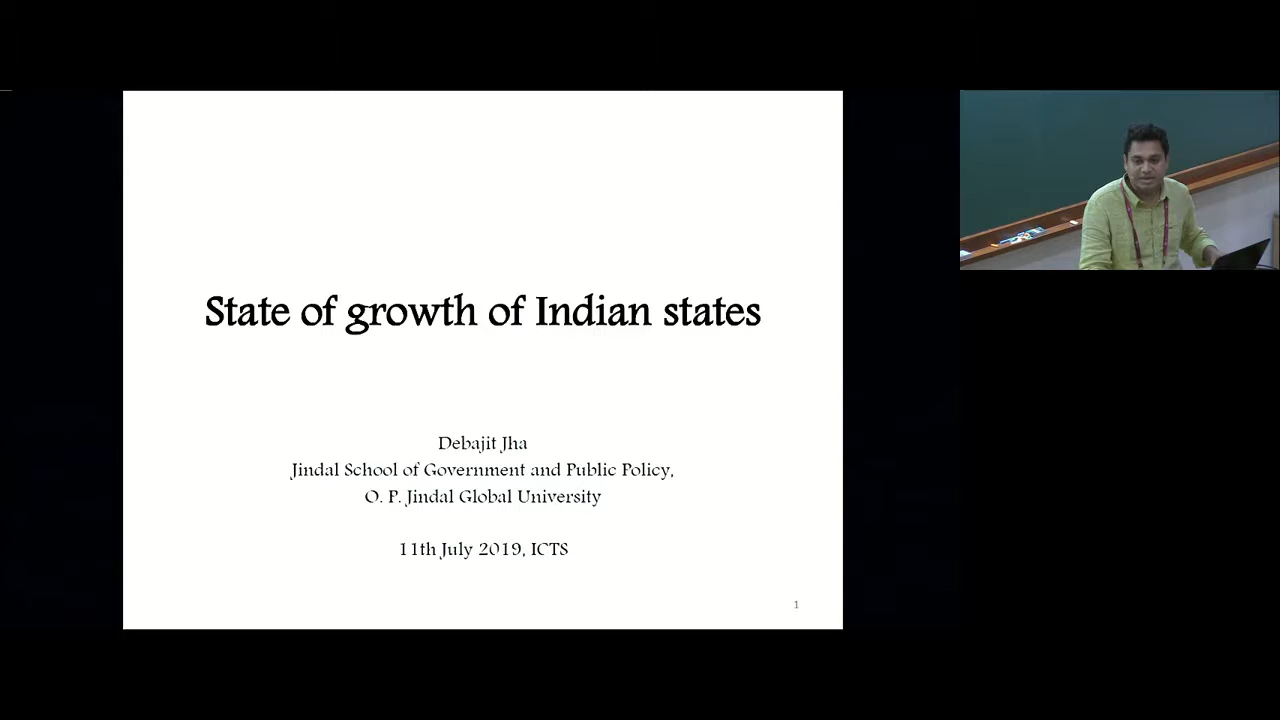 State of growth of Indian states
Debajit Jha
Jindal School of Government and Public Policy,
O. P. Jindal Global University
11th July 2019, ICTS
1